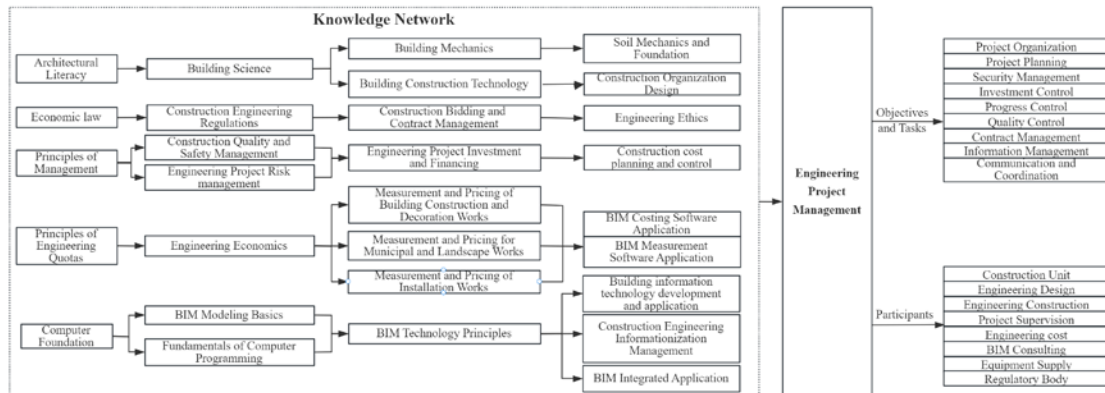 Knowledge Network
Architectural
Literacy
Building Science
Building Mechanics
Soil Mechanics and
Foundation
Building Construction Technology
Construction Organization
Design
Economic law
Construction Engineering
Regulations
Construction Bidding and
Contract Management
Engineering Ethics
Principles of
Management
Construction Quality and
Safety Management
Engineering Project Risk
management
Engineering Project Investment
and Financing
Construction cost
planning and control
Principles of
Engineering
Quotas
Engineering Economics
Measurement and Pricing of
Building Construction and
Decoration Works
Measurement and Pricing for
Municipal and Landscape Works
Measurement and Pricing of
Installation Works
BIM Costing Software
Application
BIM Measurement
Software Application
Computer
Foundation
BIM Modeling Basics
Fundamentals of Computer
Programming
BIM Technology Principles
Building information
technology development
and application
Construction Engineering
Informationization
Management
BIM Integrated Application
Engineering
Project
Management
Objectives
and Tasks
Project Organization
Project Planning
Security Management
Investment Control
Progress Control
Quality Control
Contract Management
Information Management
Communication and
Coordination
Participants
Construction Unit
Engineering Design
Engineering Construction
Project Supervision
Engineering cost
BIM Consulting
Equipment Supply
Regulatory Body